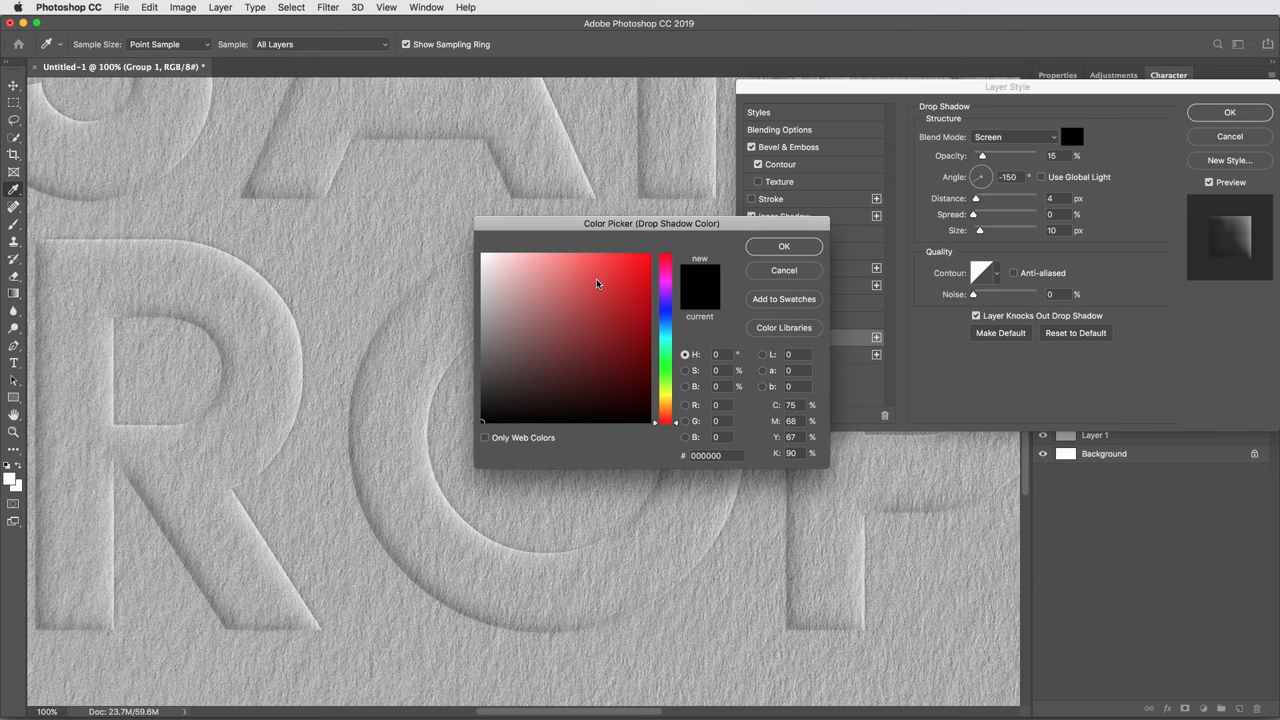 Photoshop CC File Edit Image Layer Type Select Filter 3D View Window Help
Adobe Photoshop CC 2019
Sample Size: Point Sample Sample: All Layers Show Sampling Ring
× Untitled-1 @ 100% (Group 1, RGB/8#) *
Properties Adjustments Character
Layer Style
Styles
Blending Options
Bevel & Emboss
Contour
Texture
Stroke
Inner Shadow
Drop Shadow
Structure
Blend Mode: Screen
Opacity: 15 %
Angle: -150 ° Use Global Light
Distance: 4 px
Spread: 0 %
Size: 10 px
Quality
Contour: Anti-aliased
Noise: 0 %
Layer Knocks Out Drop Shadow
Make Default Reset to Default
OK
Cancel
New Style...
Preview
Color Picker (Drop Shadow Color)
new
current
OK
Cancel
Add to Swatches
Color Libraries
H: 0 ° L: 0
S: 0 % a: 0
B: 0 % b: 0
R: 0 C: 75 %
G: 0 M: 68 %
B: 0 Y: 67 %
# 000000 K: 90 %
Only Web Colors
Layer 1
Background
100% Doc: 23.7M/59.6M